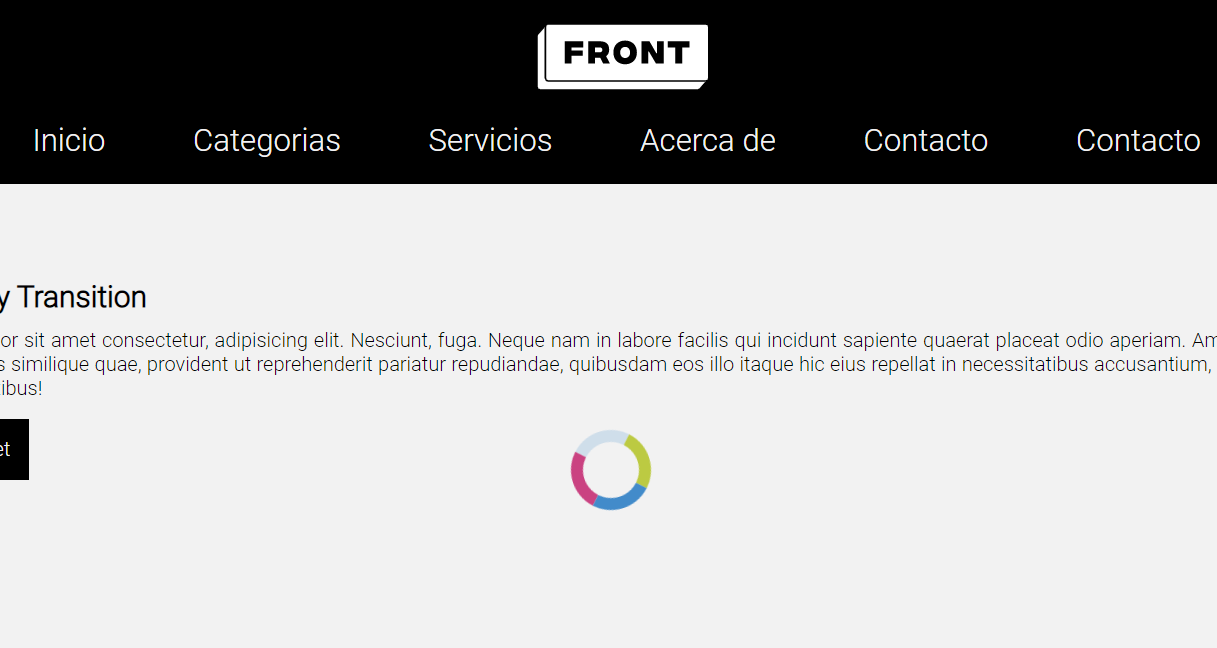 FRONT
Inicio Categorias Servicios Acerca de Contacto Contacto
y Transition
or sit amet consectetur, adipisicing elit. Nesciunt, fuga. Neque nam in labore facilis qui incidunt sapiente quaerat placeat odio aperiam. Am
s similique quae, provident ut reprehenderit pariatur repudiandae, quibusdam eos illo itaque hic eius repellat in necessitatibus accusantium,
ibus!
et